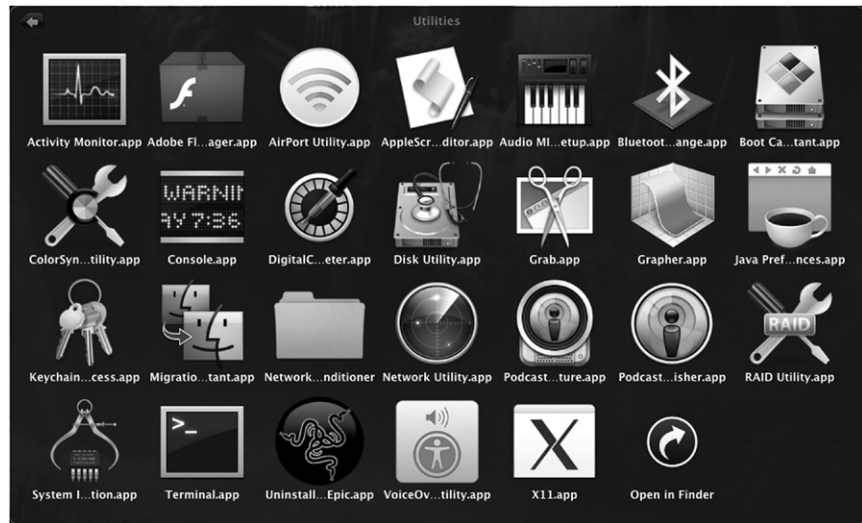 Utilities
Activity Monitor.app Adobe Fl...ager.app AirPort Utility.app AppleScr...ditor.app Audio MI...etup.app Bluetoot...ange.app Boot Ca...tant.app
WARNIN
AY 7:36
RAID
ColorSyn...tility.app Console.app DigitalC...eter.app Disk Utility.app Grab.app Grapher.app Java Pref...nces.app
Keychain...cess.app Migratio...tant.app Network...nditioner Network Utility.app Podcast...ture.app Podcast...isher.app RAID Utility.app
>_
X
System I...tion.app Terminal.app Uninstall...Epic.app VoiceOv...tility.app X11.app Open in Finder